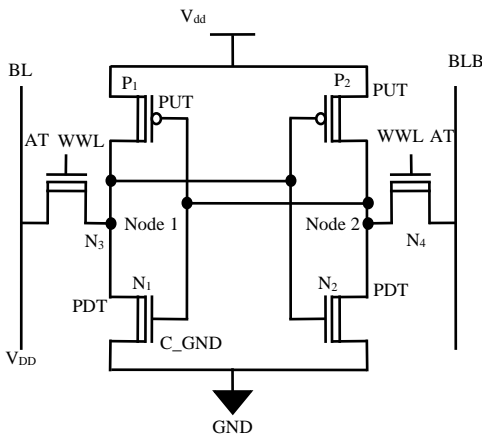 Vdd
BL
P1
P2
BLB
PUT
PUT
AT
WWL
WWL
AT
Node 1
Node 2
N3
N4
N1
N2
PDT
PDT
C_GND
VDD
GND